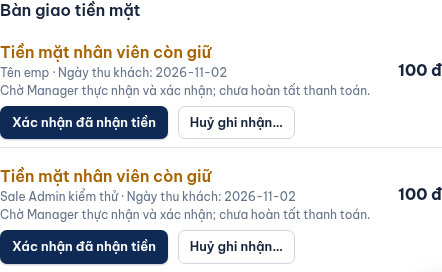 Bàn giao tiền mặt
Tiền mặt nhân viên còn giữ
Tên emp · Ngày thu khách: 2026-11-02
100 đ
Chờ Manager thực nhận và xác nhận; chưa hoàn tất thanh toán.
Xác nhận đã nhận tiền
Huỷ ghi nhận...
Tiền mặt nhân viên còn giữ
Sale Admin kiểm thử · Ngày thu khách: 2026-11-02
100 đ
Chờ Manager thực nhận và xác nhận; chưa hoàn tất thanh toán.
Xác nhận đã nhận tiền
Huỷ ghi nhận...